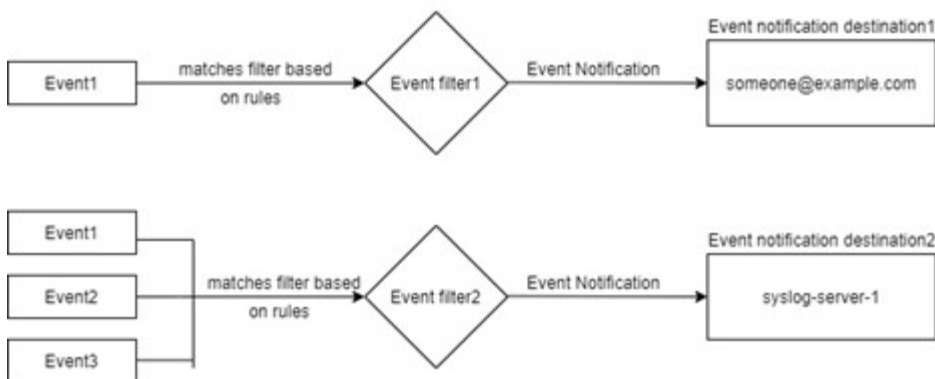 Event notification destination1
Event1
matches filter based
on rules
Event filter1
Event Notification
someone@example.com
Event1
Event2
Event3
matches filter based
on rules
Event filter2
Event Notification
Event notification destination2
syslog-server-1